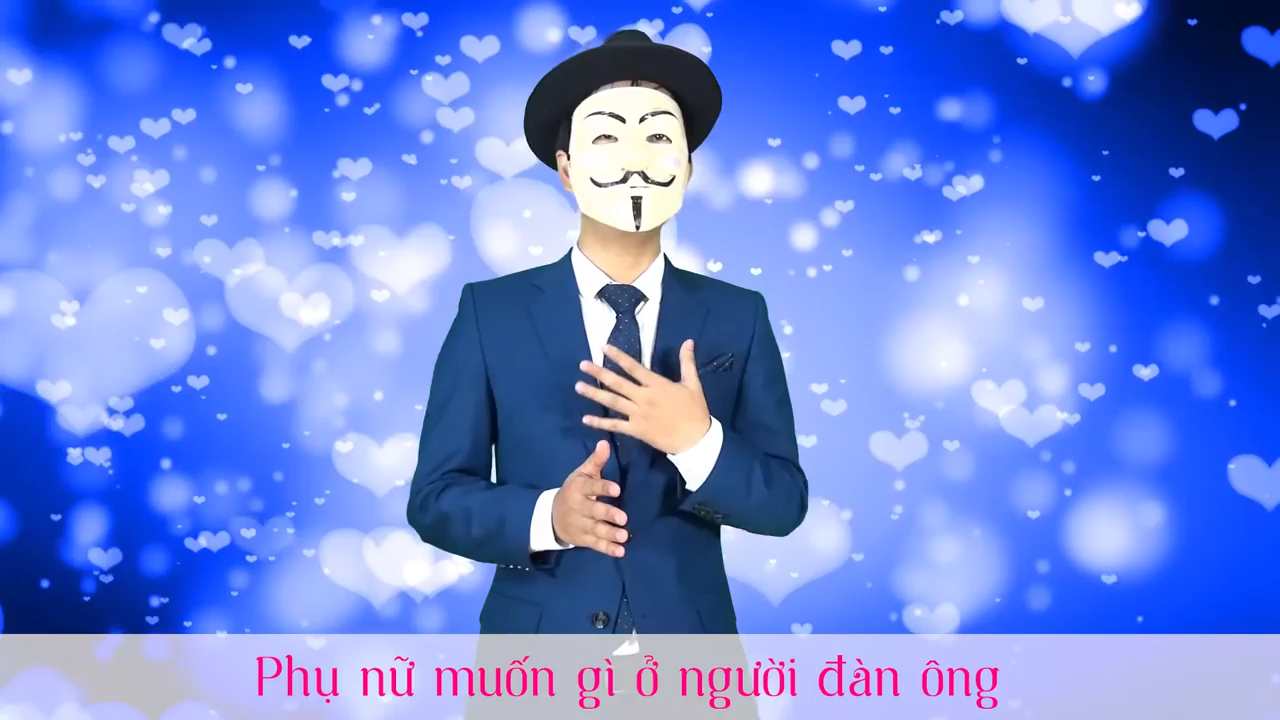 Phụ nữ muốn gì ở người đàn ông